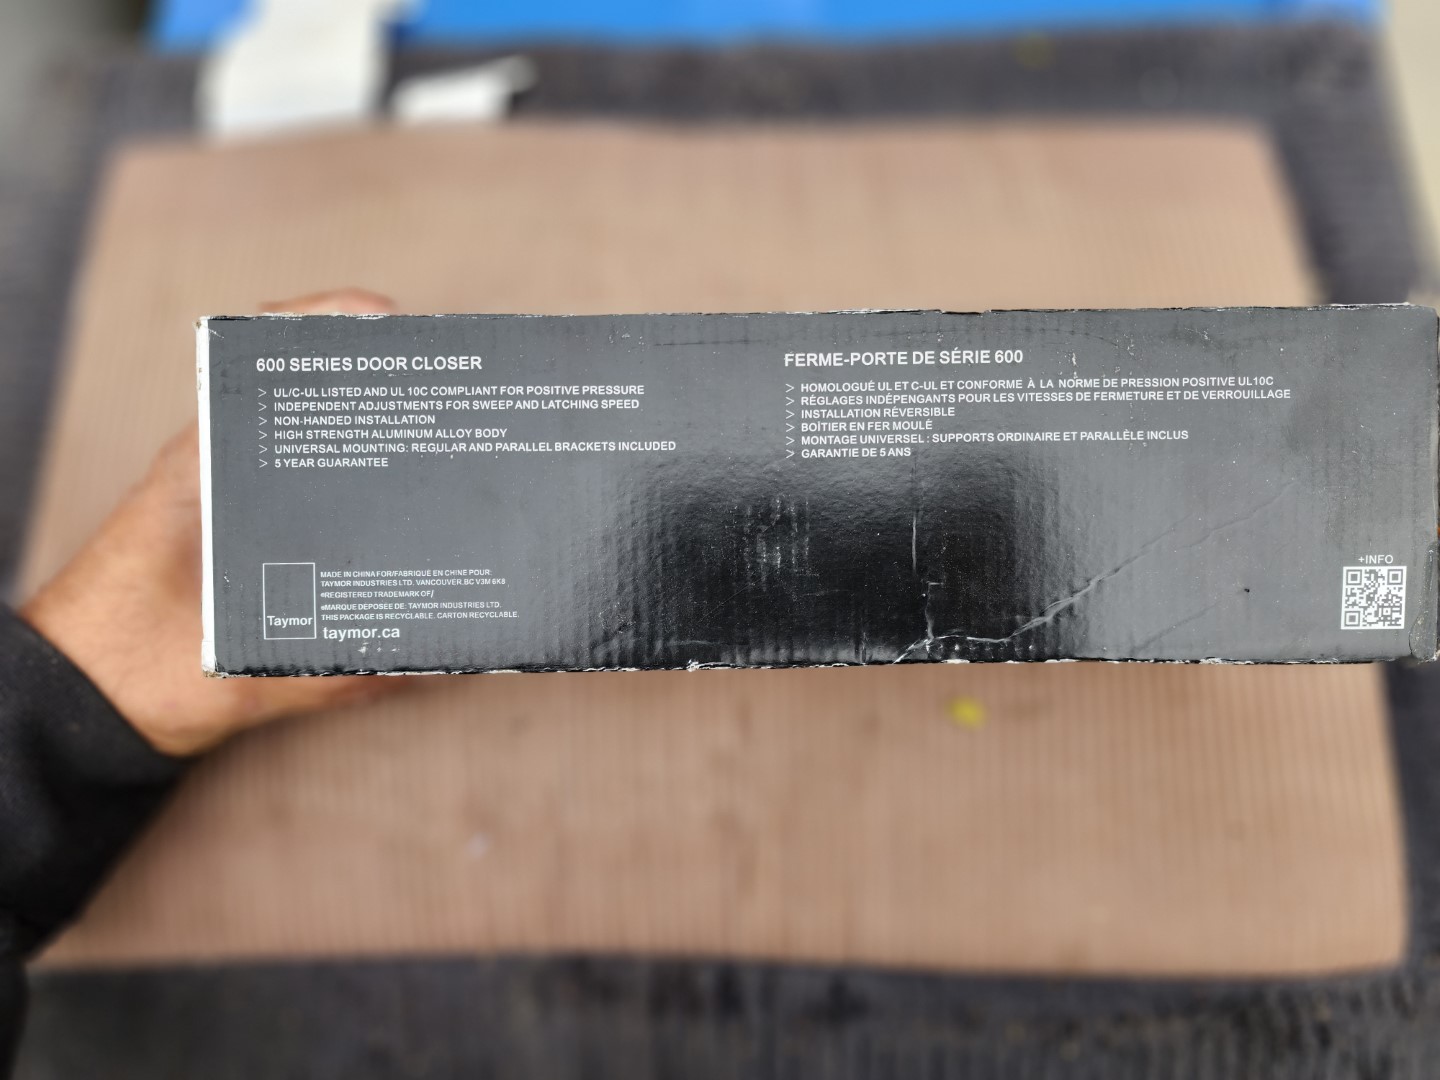 600 SERIES DOOR CLOSER
> UL/C-UL LISTED AND UL 10C COMPLIANT FOR POSITIVE PRESSURE
> INDEPENDENT ADJUSTMENTS FOR SWEEP AND LATCHING SPEED
> NON-HANDED INSTALLATION
> HIGH STRENGTH ALUMINUM ALLOY BODY
> UNIVERSAL MOUNTING: REGULAR AND PARALLEL BRACKETS INCLUDED
> 5 YEAR GUARANTEE
FERME-PORTE DE SÉRIE 600
> HOMOLOGUÉ UL ET C-UL ET CONFORME À LA NORME DE PRESSION POSITIVE UL10C
> RÉGLAGES INDÉPENGANTS POUR LES VITESSES DE FERMETURE ET DE VERROUILLAGE
> INSTALLATION RÉVERSIBLE
> BOÎTIER EN FER MOULÉ
> MONTAGE UNIVERSEL : SUPPORTS ORDINAIRE ET PARALLÈLE INCLUS
> GARANTIE DE 5 ANS
Taymor
MADE IN CHINA FOR/FABRIQUÉ EN CHINE POUR:
TAYMOR INDUSTRIES LTD. VANCOUVER, BC V3M 6K8
REGISTERED TRADEMARK OF/
MARQUE DEPOSÉE DE: TAYMOR INDUSTRIES LTD.
THIS PACKAGE IS RECYCLABLE. CARTON RECYCLABLE.
taymor.ca
+INFO